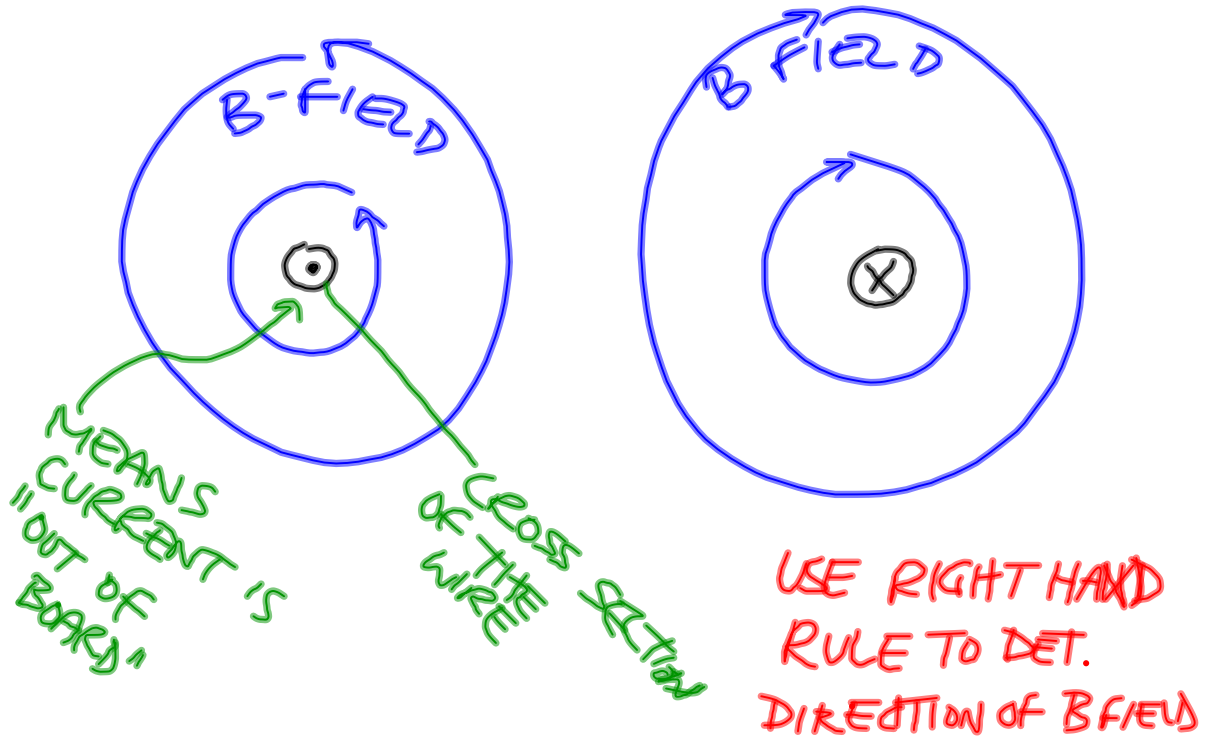 B-FIELD
B FIELD
MEANS
CURRENT IS
"OUT OF
BOARD"
CROSS SECTION
OF THE
WIRE
USE RIGHT HAND
RULE TO DET.
DIRECTION OF B FIELD